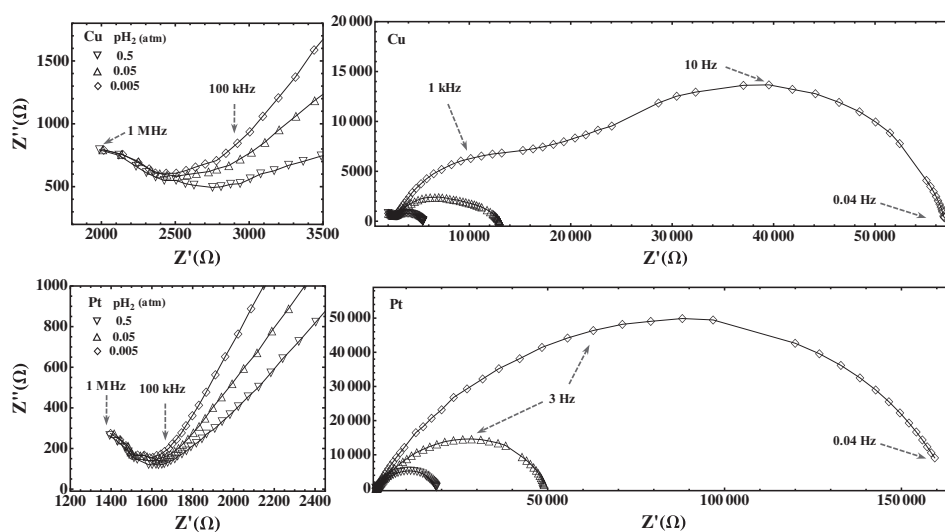 Cu pH2 (atm)
0.5
0.05
0.005
1 MHz
100 kHz
1500
1000
500
2000 2500 3000 3500
Z''(Ω)
Z'(Ω)
Cu
20 000
15 000
10 000
5000
0
1 kHz
10 Hz
0.04 Hz
10 000 20 000 30 000 40 000 50 000
Z'(Ω)
Pt pH2 (atm)
0.5
0.05
0.005
1 MHz
100 kHz
1000
800
600
400
200
0
1200 1400 1600 1800 2000 2200 2400
Z''(Ω)
Z'(Ω)
Pt
50 000
40 000
30 000
20 000
10 000
0
3 Hz
0.04 Hz
50 000 100 000 150 000
Z'(Ω)